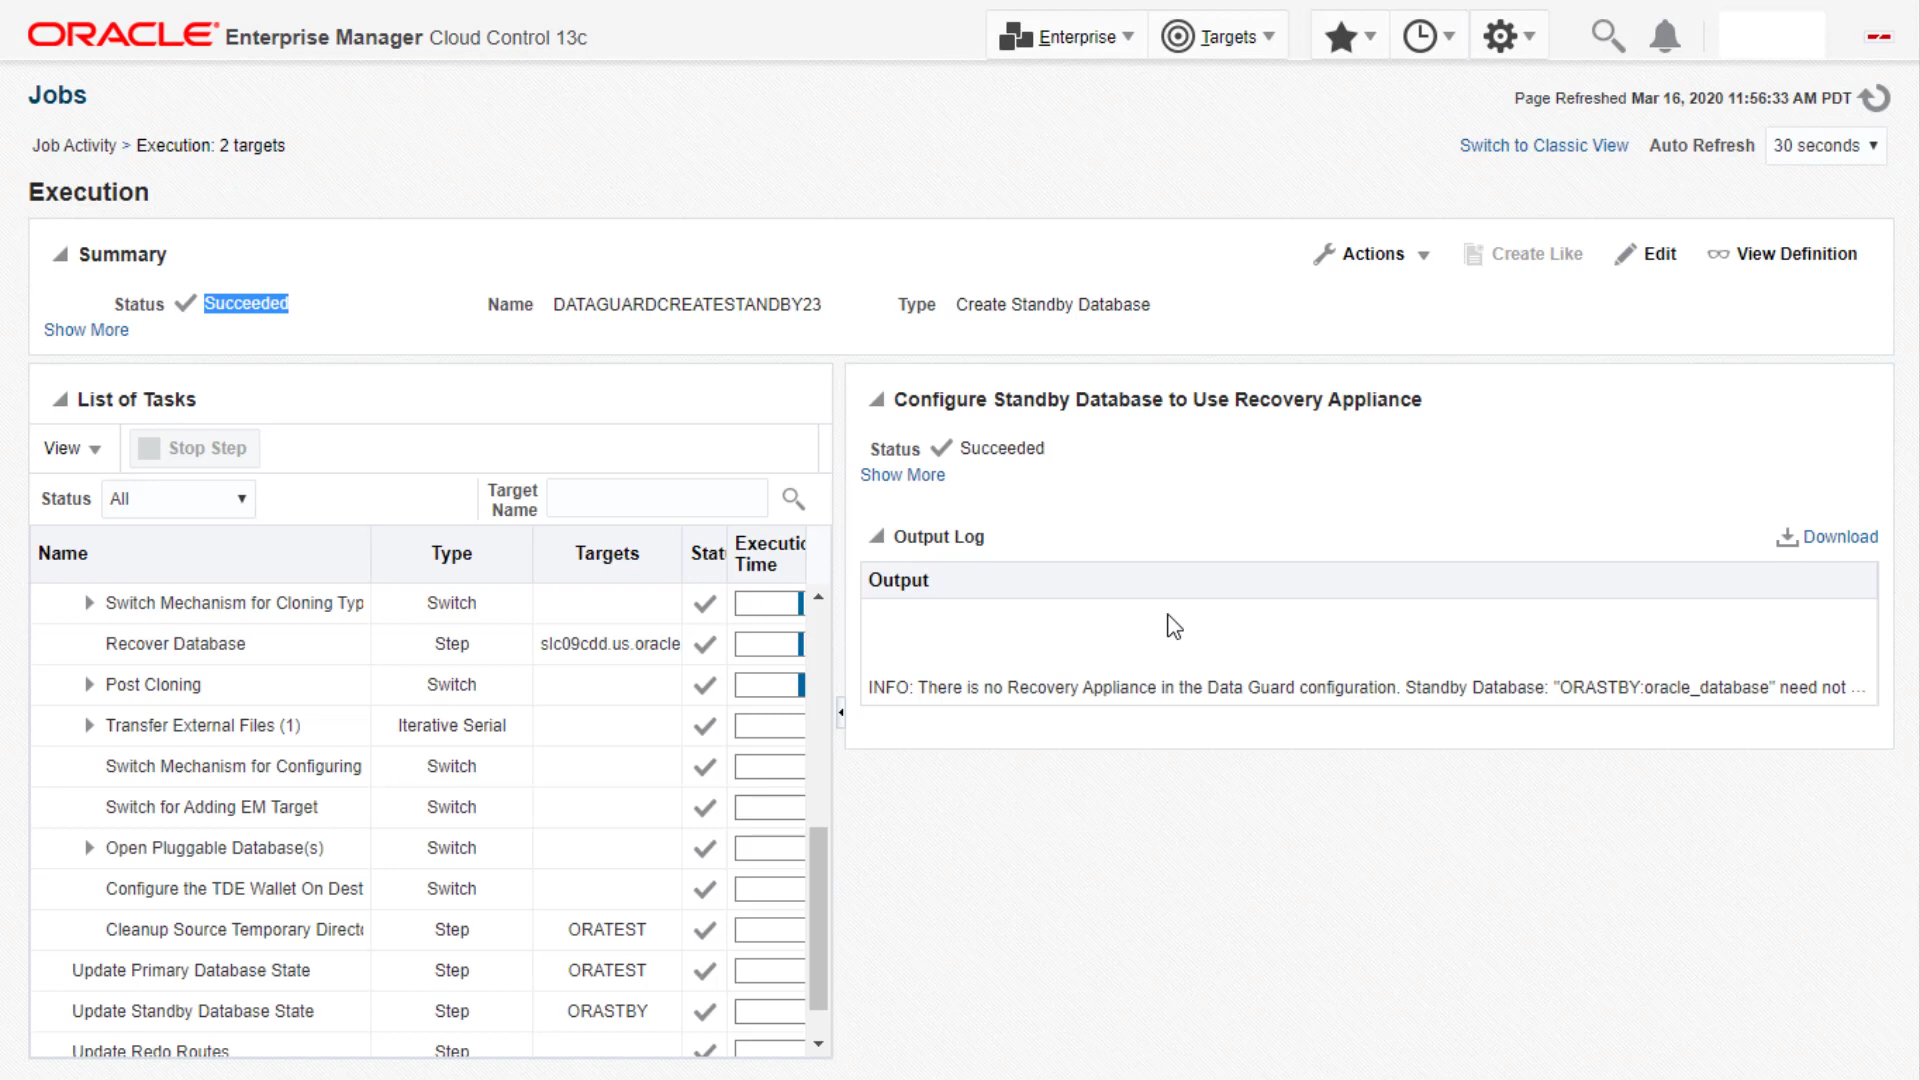 ORACLE Enterprise Manager Cloud Control 13c
Enterprise
Targets
Jobs
Page Refreshed Mar 16, 2020 11:56:33 AM PDT
Job Activity > Execution: 2 targets
Switch to Classic View Auto Refresh 30 seconds
Execution
Summary
Actions Create Like Edit View Definition
Status Succeeded Name DATAGUARDCREATESTANDBY23 Type Create Standby Database
Show More
List of Tasks
View Stop Step
Status All Target Name
Name Type Targets Stat Executio Time
Switch Mechanism for Cloning Typ Switch
Recover Database Step slc09cdd.us.oracle
Post Cloning Switch
Transfer External Files (1) Iterative Serial
Switch Mechanism for Configuring Switch
Switch for Adding EM Target Switch
Open Pluggable Database(s) Switch
Configure the TDE Wallet On Dest Switch
Cleanup Source Temporary Directo Step ORATEST
Update Primary Database State Step ORATEST
Update Standby Database State Step ORASTBY
Update Redo Routes Step
Configure Standby Database to Use Recovery Appliance
Status Succeeded
Show More
Output Log Download
Output
INFO: There is no Recovery Appliance in the Data Guard configuration. Standby Database: "ORASTBY:oracle_database" need not ...